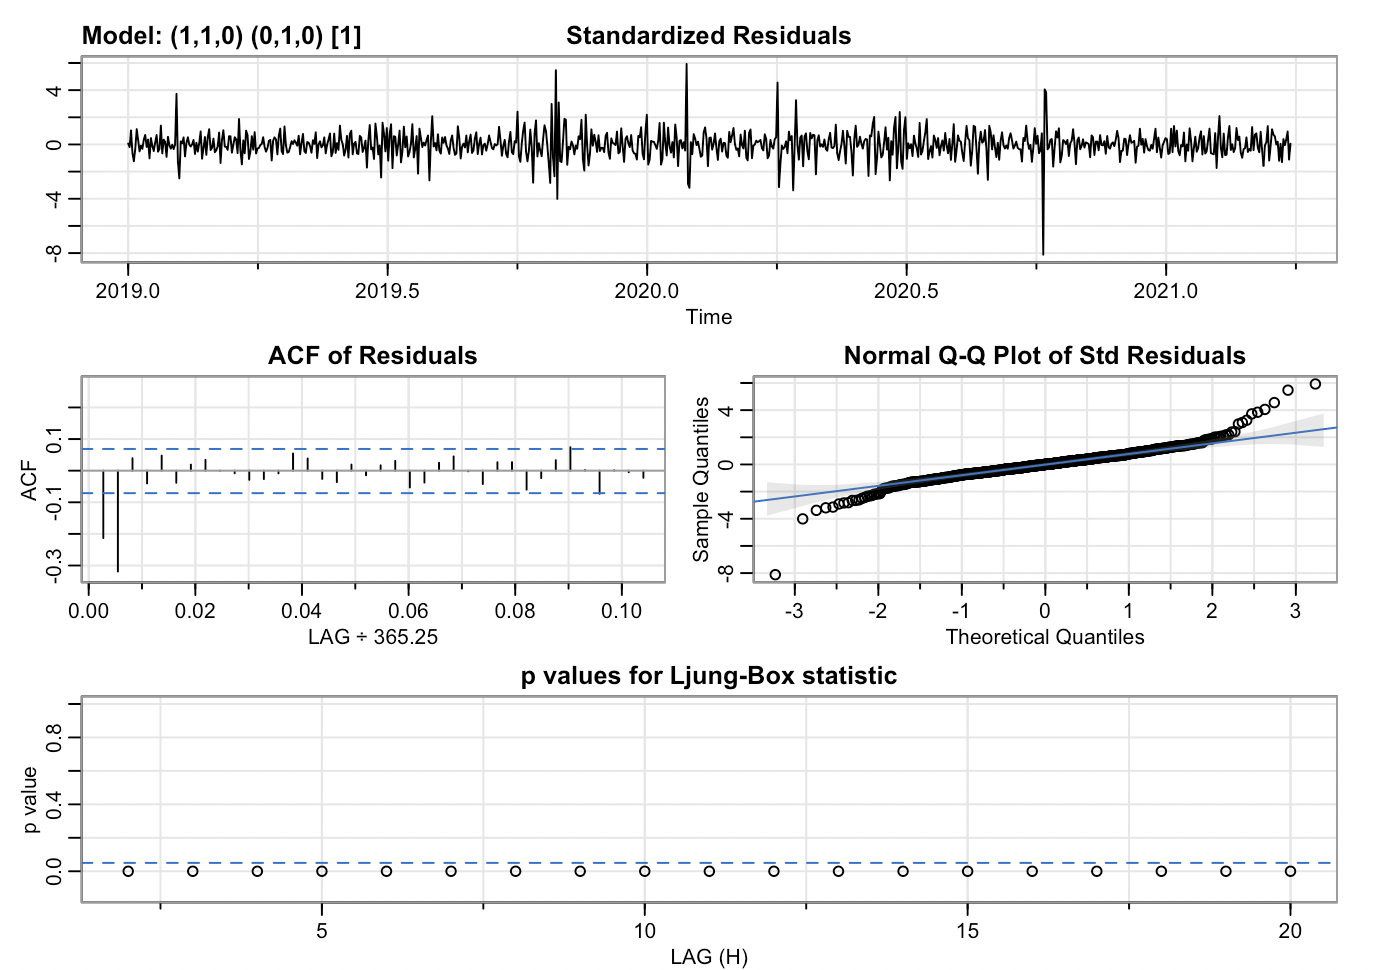 Model: (1,1,0) (0,1,0) [1]
Standardized Residuals
4
0
-4
-8
2019.0 2019.5 2020.0 2020.5 2021.0
Time
ACF of Residuals
ACF
0.1
-0.1
-0.3
0.00 0.02 0.04 0.06 0.08 0.10
LAG ÷ 365.25
Normal Q-Q Plot of Std Residuals
Sample Quantiles
4
0
-4
-8
-3 -2 -1 0 1 2 3
Theoretical Quantiles
p values for Ljung-Box statistic
p value
0.8
0.4
0.0
5 10 15 20
LAG (H)